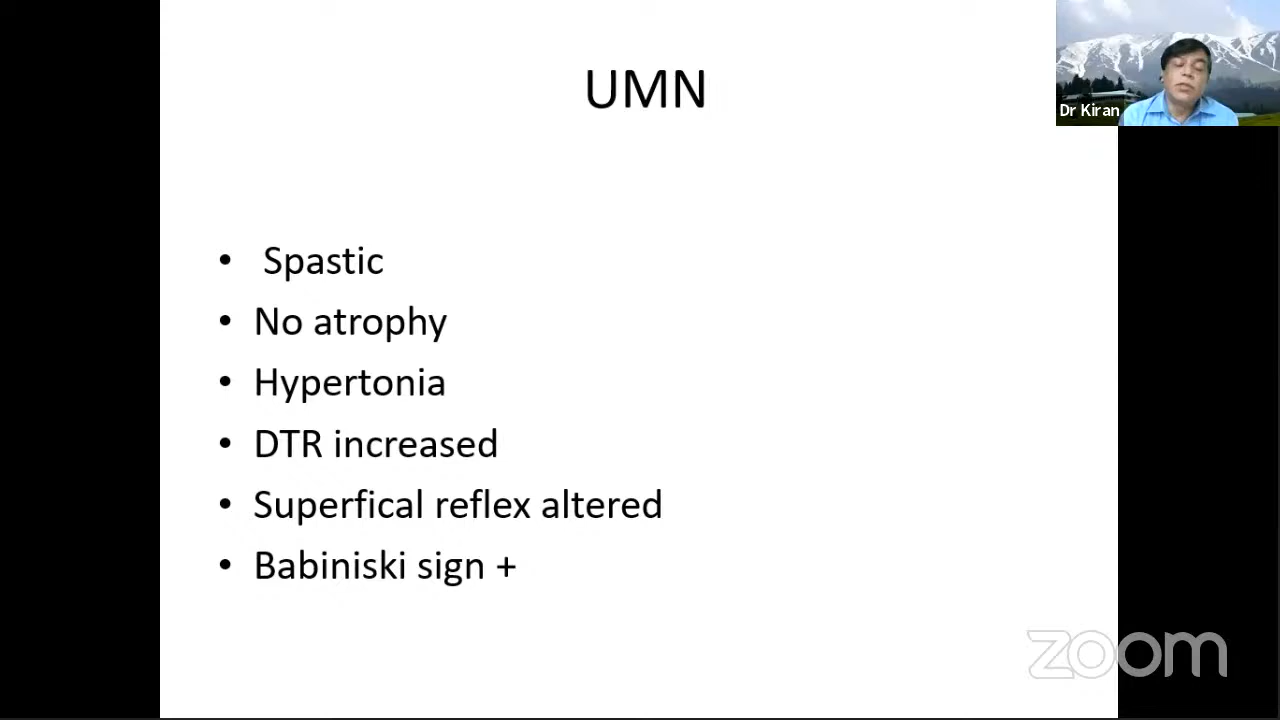 UMN
Dr Kiran
• Spastic
• No atrophy
• Hypertonia
• DTR increased
• Superfical reflex altered
• Babiniski sign +
zoom